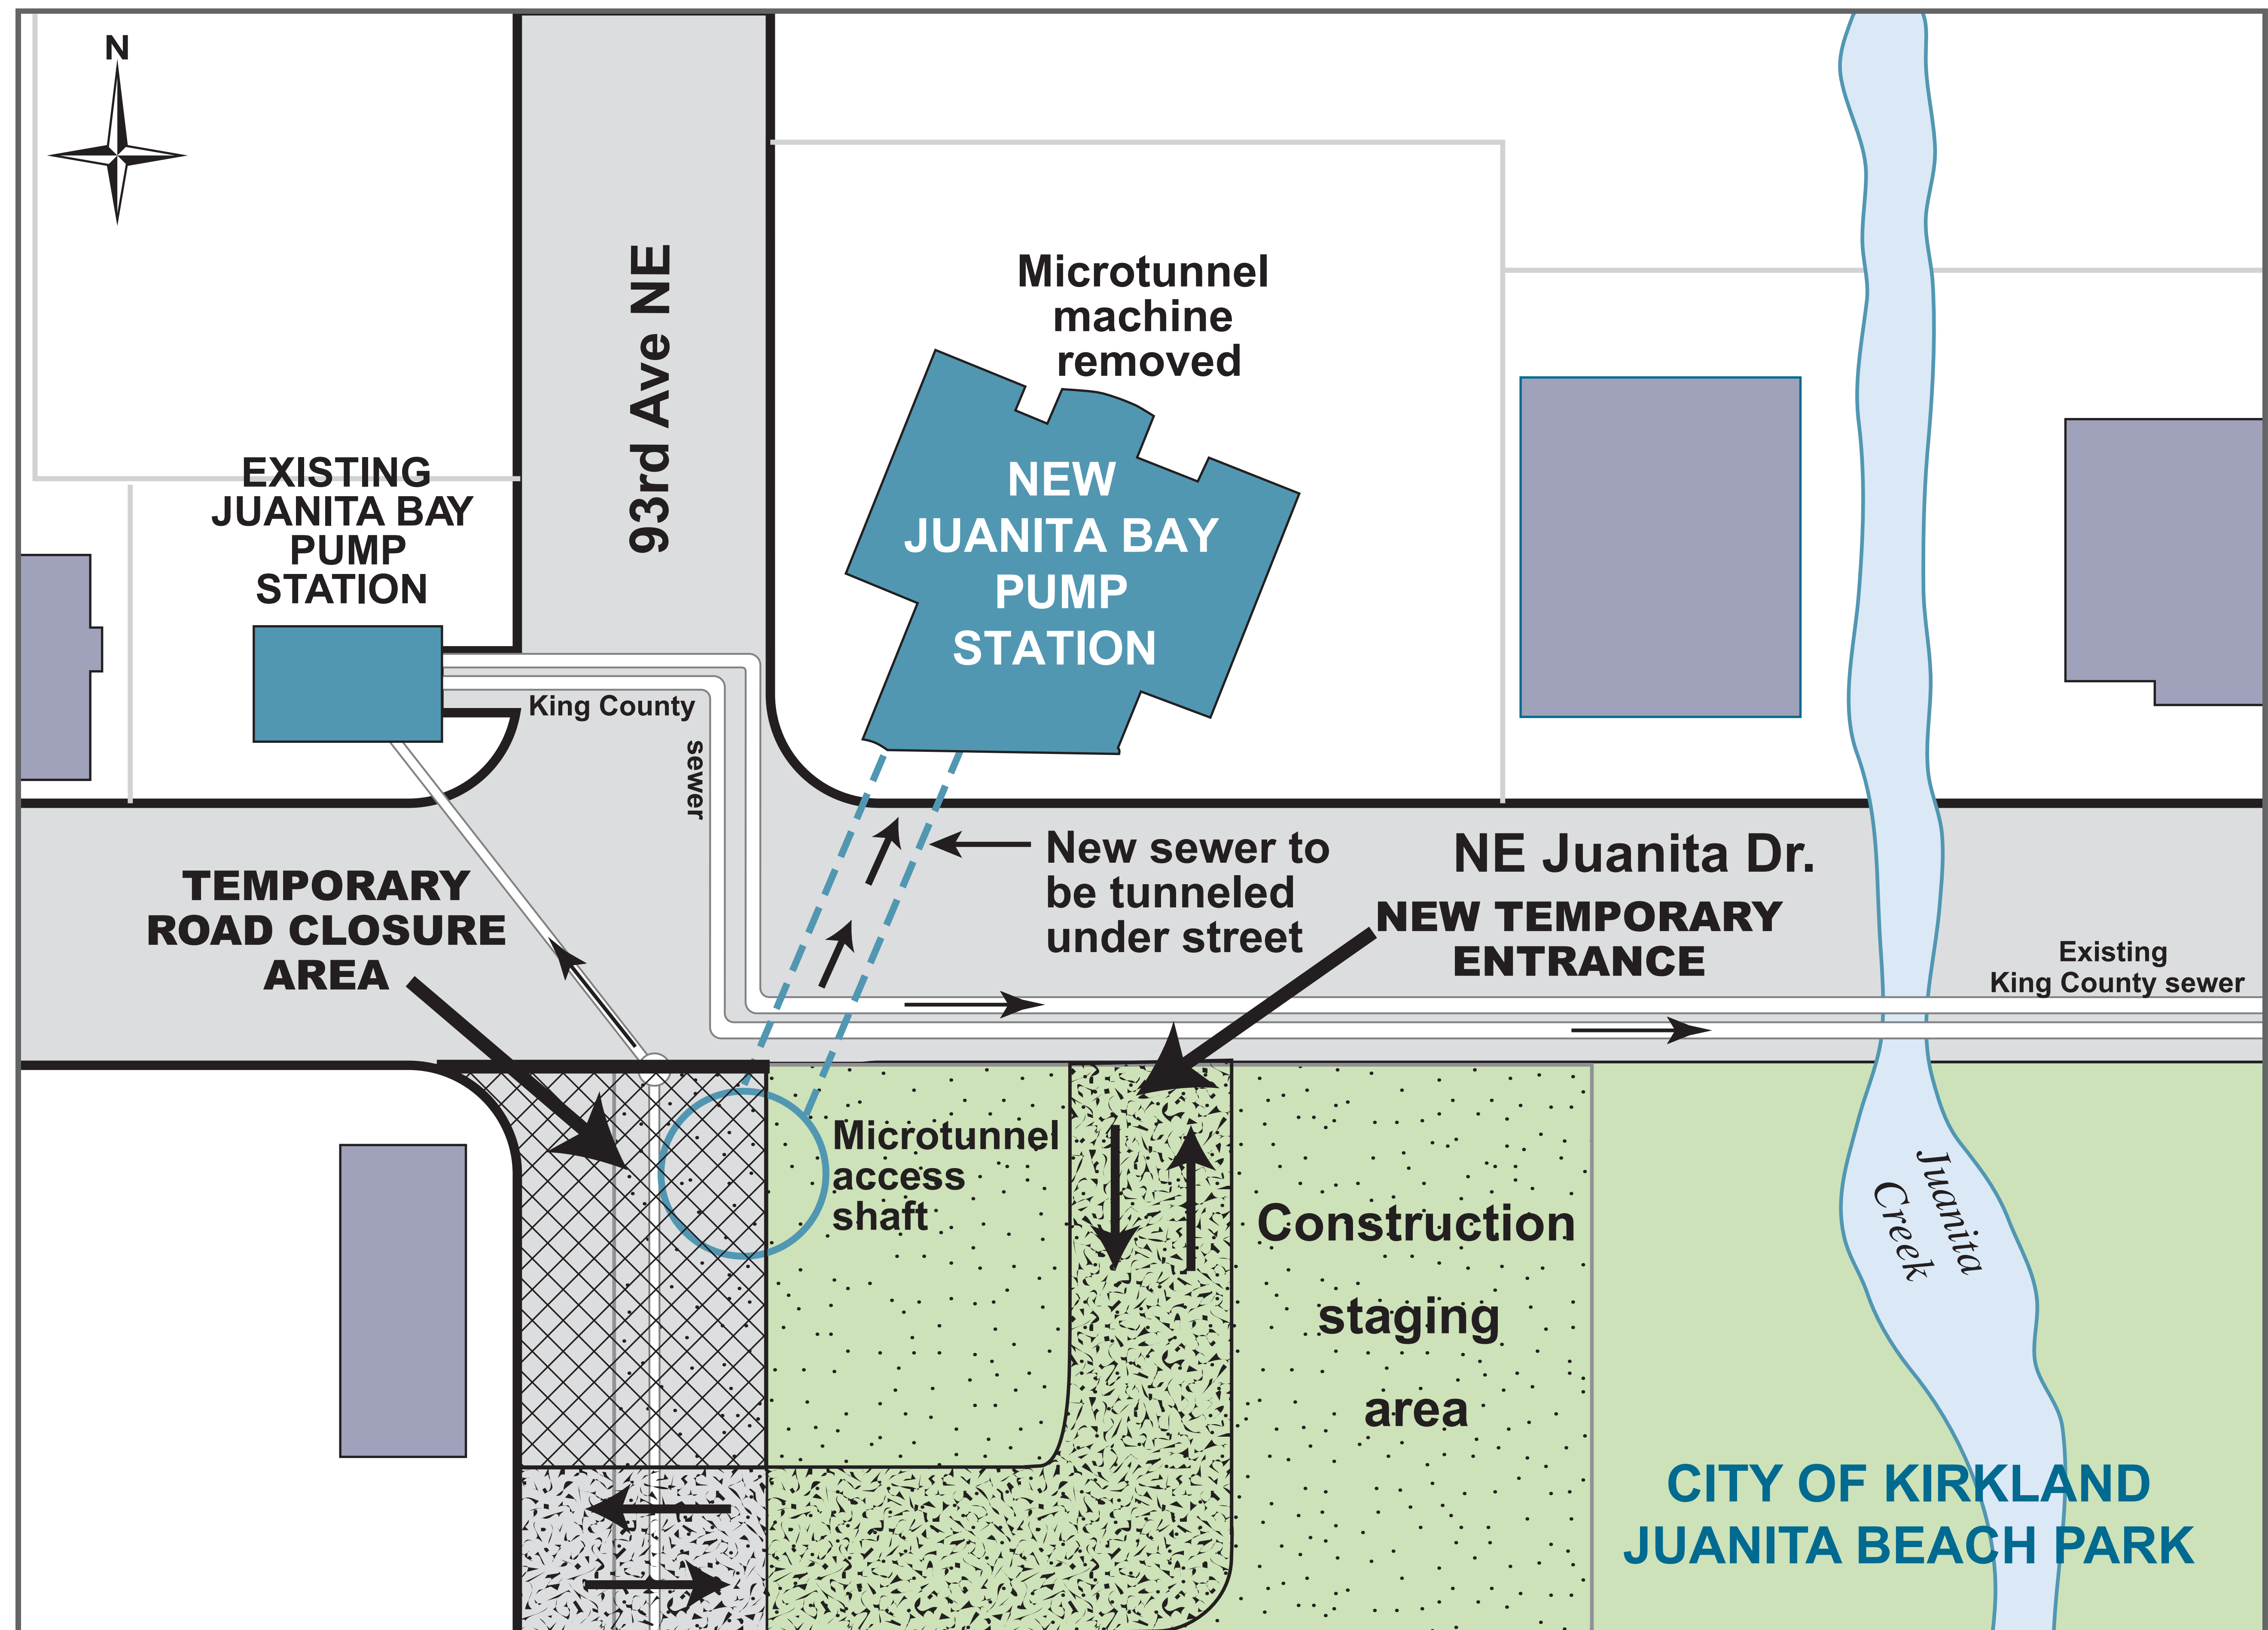 N
93rd Ave NE
Microtunnel
machine
removed
EXISTING
JUANITA BAY
PUMP
STATION
NEW
JUANITA BAY
PUMP
STATION
King County
sewer
New sewer to
be tunneled
under street
NE Juanita Dr.
TEMPORARY
ROAD CLOSURE
AREA
NEW TEMPORARY
ENTRANCE
Existing
King County sewer
Microtunnel
access
shaft
Construction
staging
area
Juanita
Creek
CITY OF KIRKLAND
JUANITA BEACH PARK